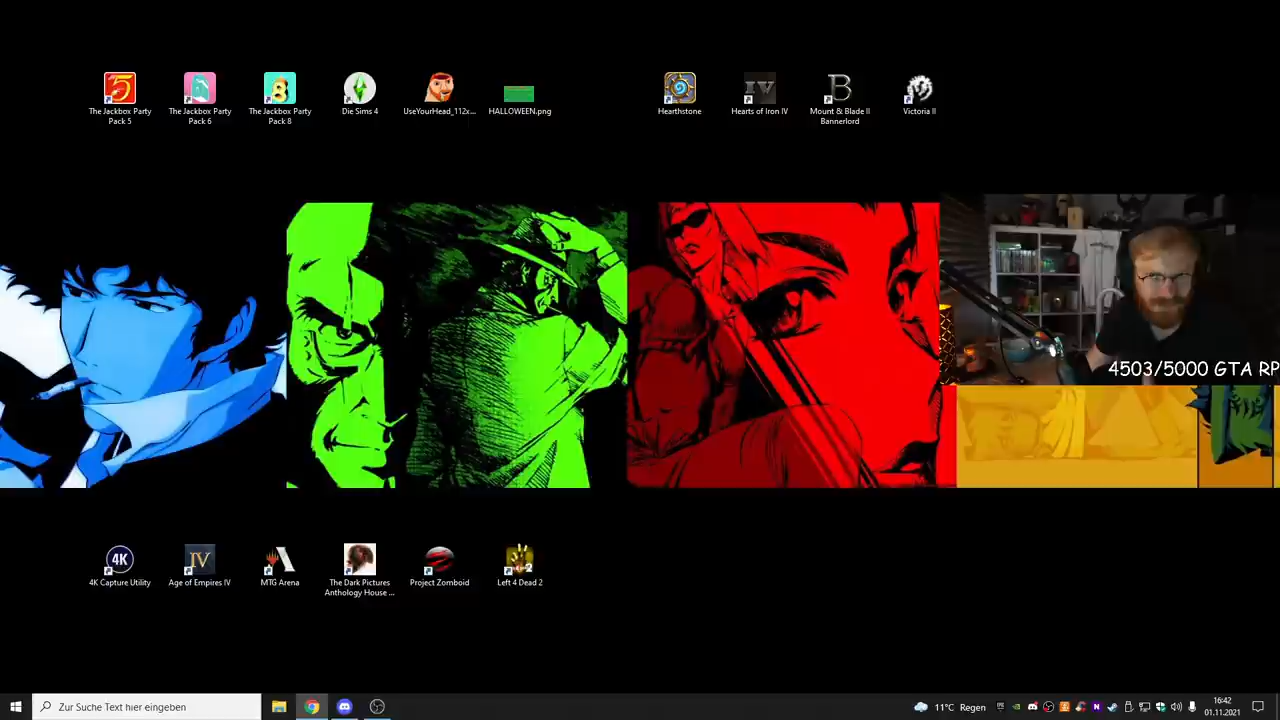 The Jackbox Party
Pack 5
The Jackbox Party
Pack 6
The Jackbox Party
Pack 8
Die Sims 4
UseYourHead_112x...
HALLOWEEN.png
Hearthstone
Hearts of Iron IV
Mount & Blade II
Bannerlord
Victoria II
4503/5000 GTA RP
4K
4K Capture Utility
IV
Age of Empires IV
MTG Arena
The Dark Pictures
Anthology House ...
Project Zomboid
Left 4 Dead 2
Zur Suche Text hier eingeben
11°C Regen
16:42
01.11.2021